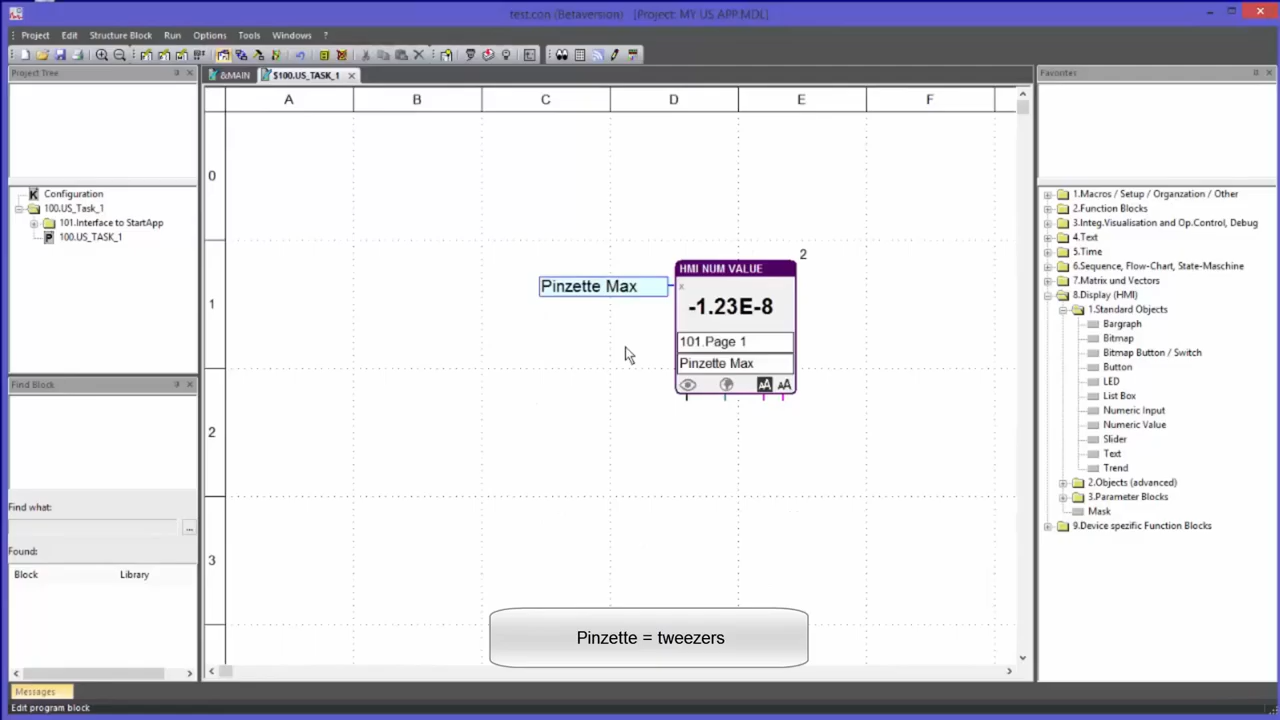 test.con (Betaversion)   [Project: MY US APP.MDL]
Project Edit Structure Block Run Options Tools Windows ?
Project Tree
&MAIN
$100.US_TASK_1
Favorites
A B C D E F
0
1
2
3
Configuration
100.US_Task_1
101.Interface to StartApp
100.US_TASK_1
Find Block
Find what:
...
Found:
Block Library
2
HMI NUM VALUE
Pinzette Max
x
-1.23E-8
101.Page 1
Pinzette Max
AA AA
Pinzette = tweezers
1.Macros / Setup / Organzation / Other
2.Function Blocks
3.Integ.Visualisation and Op.Control, Debug
4.Text
5.Time
6.Sequence, Flow-Chart, State-Maschine
7.Matrix und Vectors
8.Display (HMI)
1.Standard Objects
Bargraph
Bitmap
Bitmap Button / Switch
Button
LED
List Box
Numeric Input
Numeric Value
Slider
Text
Trend
2.Objects (advanced)
3.Parameter Blocks
Mask
9.Device spezific Function Blocks
Messages
Edit program block